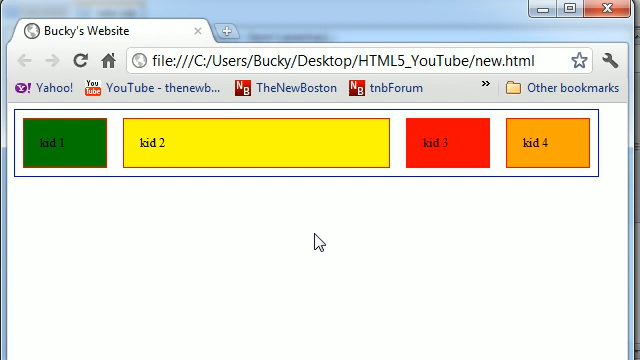 Bucky's Website
file:///C:/Users/Bucky/Desktop/HTML5_YouTube/new.html
Yahoo! YouTube - thenewb... TheNewBoston tnbForum » Other bookmarks
kid 1 kid 2 kid 3 kid 4